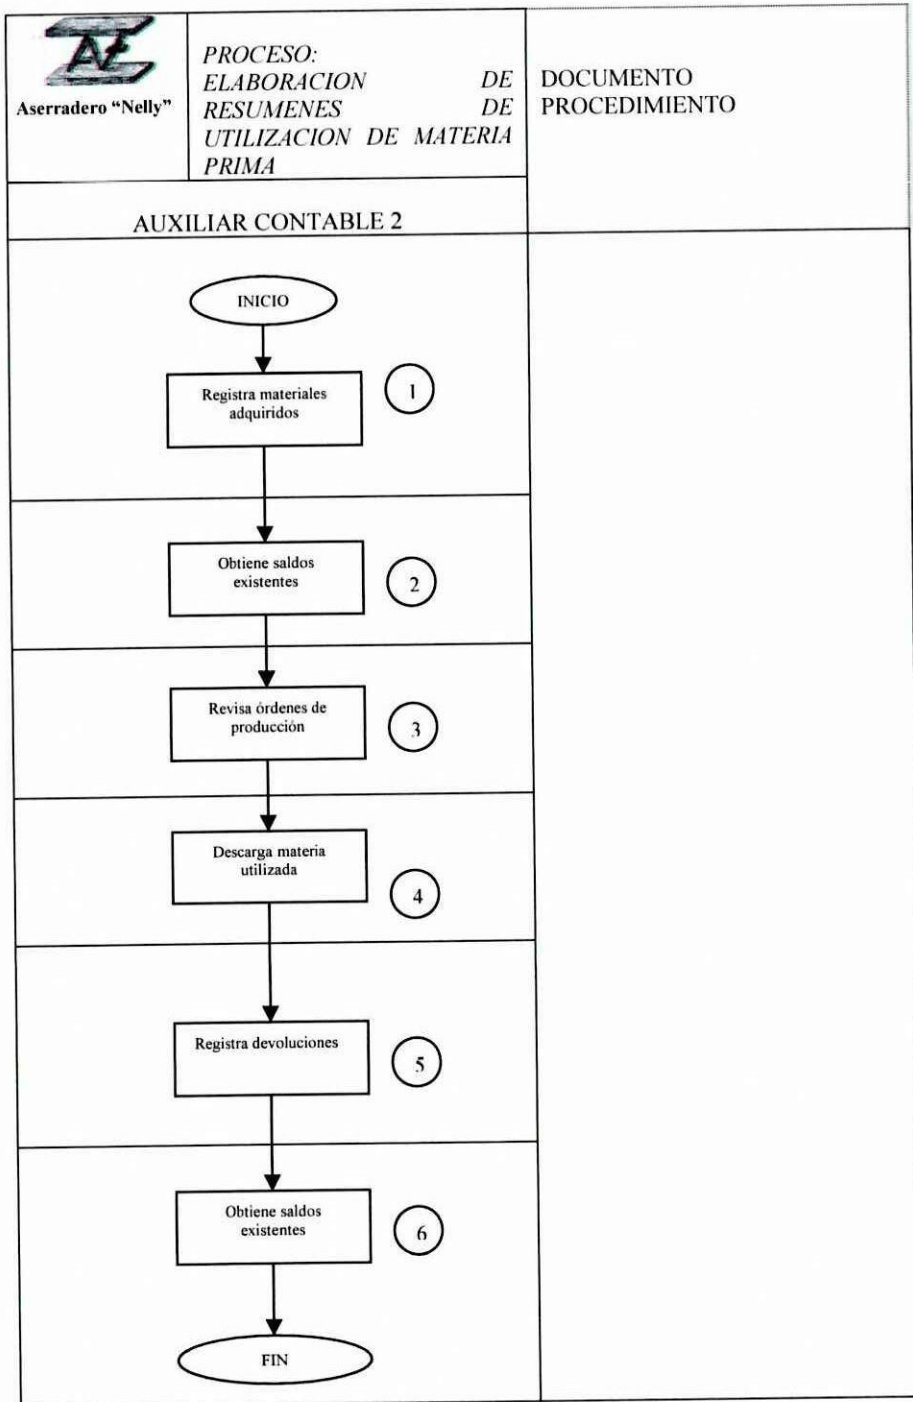 Aserradero “Nelly”
PROCESO:
ELABORACION DE
RESUMENES DE
UTILIZACION DE MATERIA
PRIMA
DOCUMENTO
PROCEDIMIENTO
AUXILIAR CONTABLE 2
INICIO
Registra materiales
adquiridos
1
Obtiene saldos
existentes
2
Revisa órdenes de
producción
3
Descarga materia
utilizada
4
Registra devoluciones
5
Obtiene saldos
existentes
6
FIN